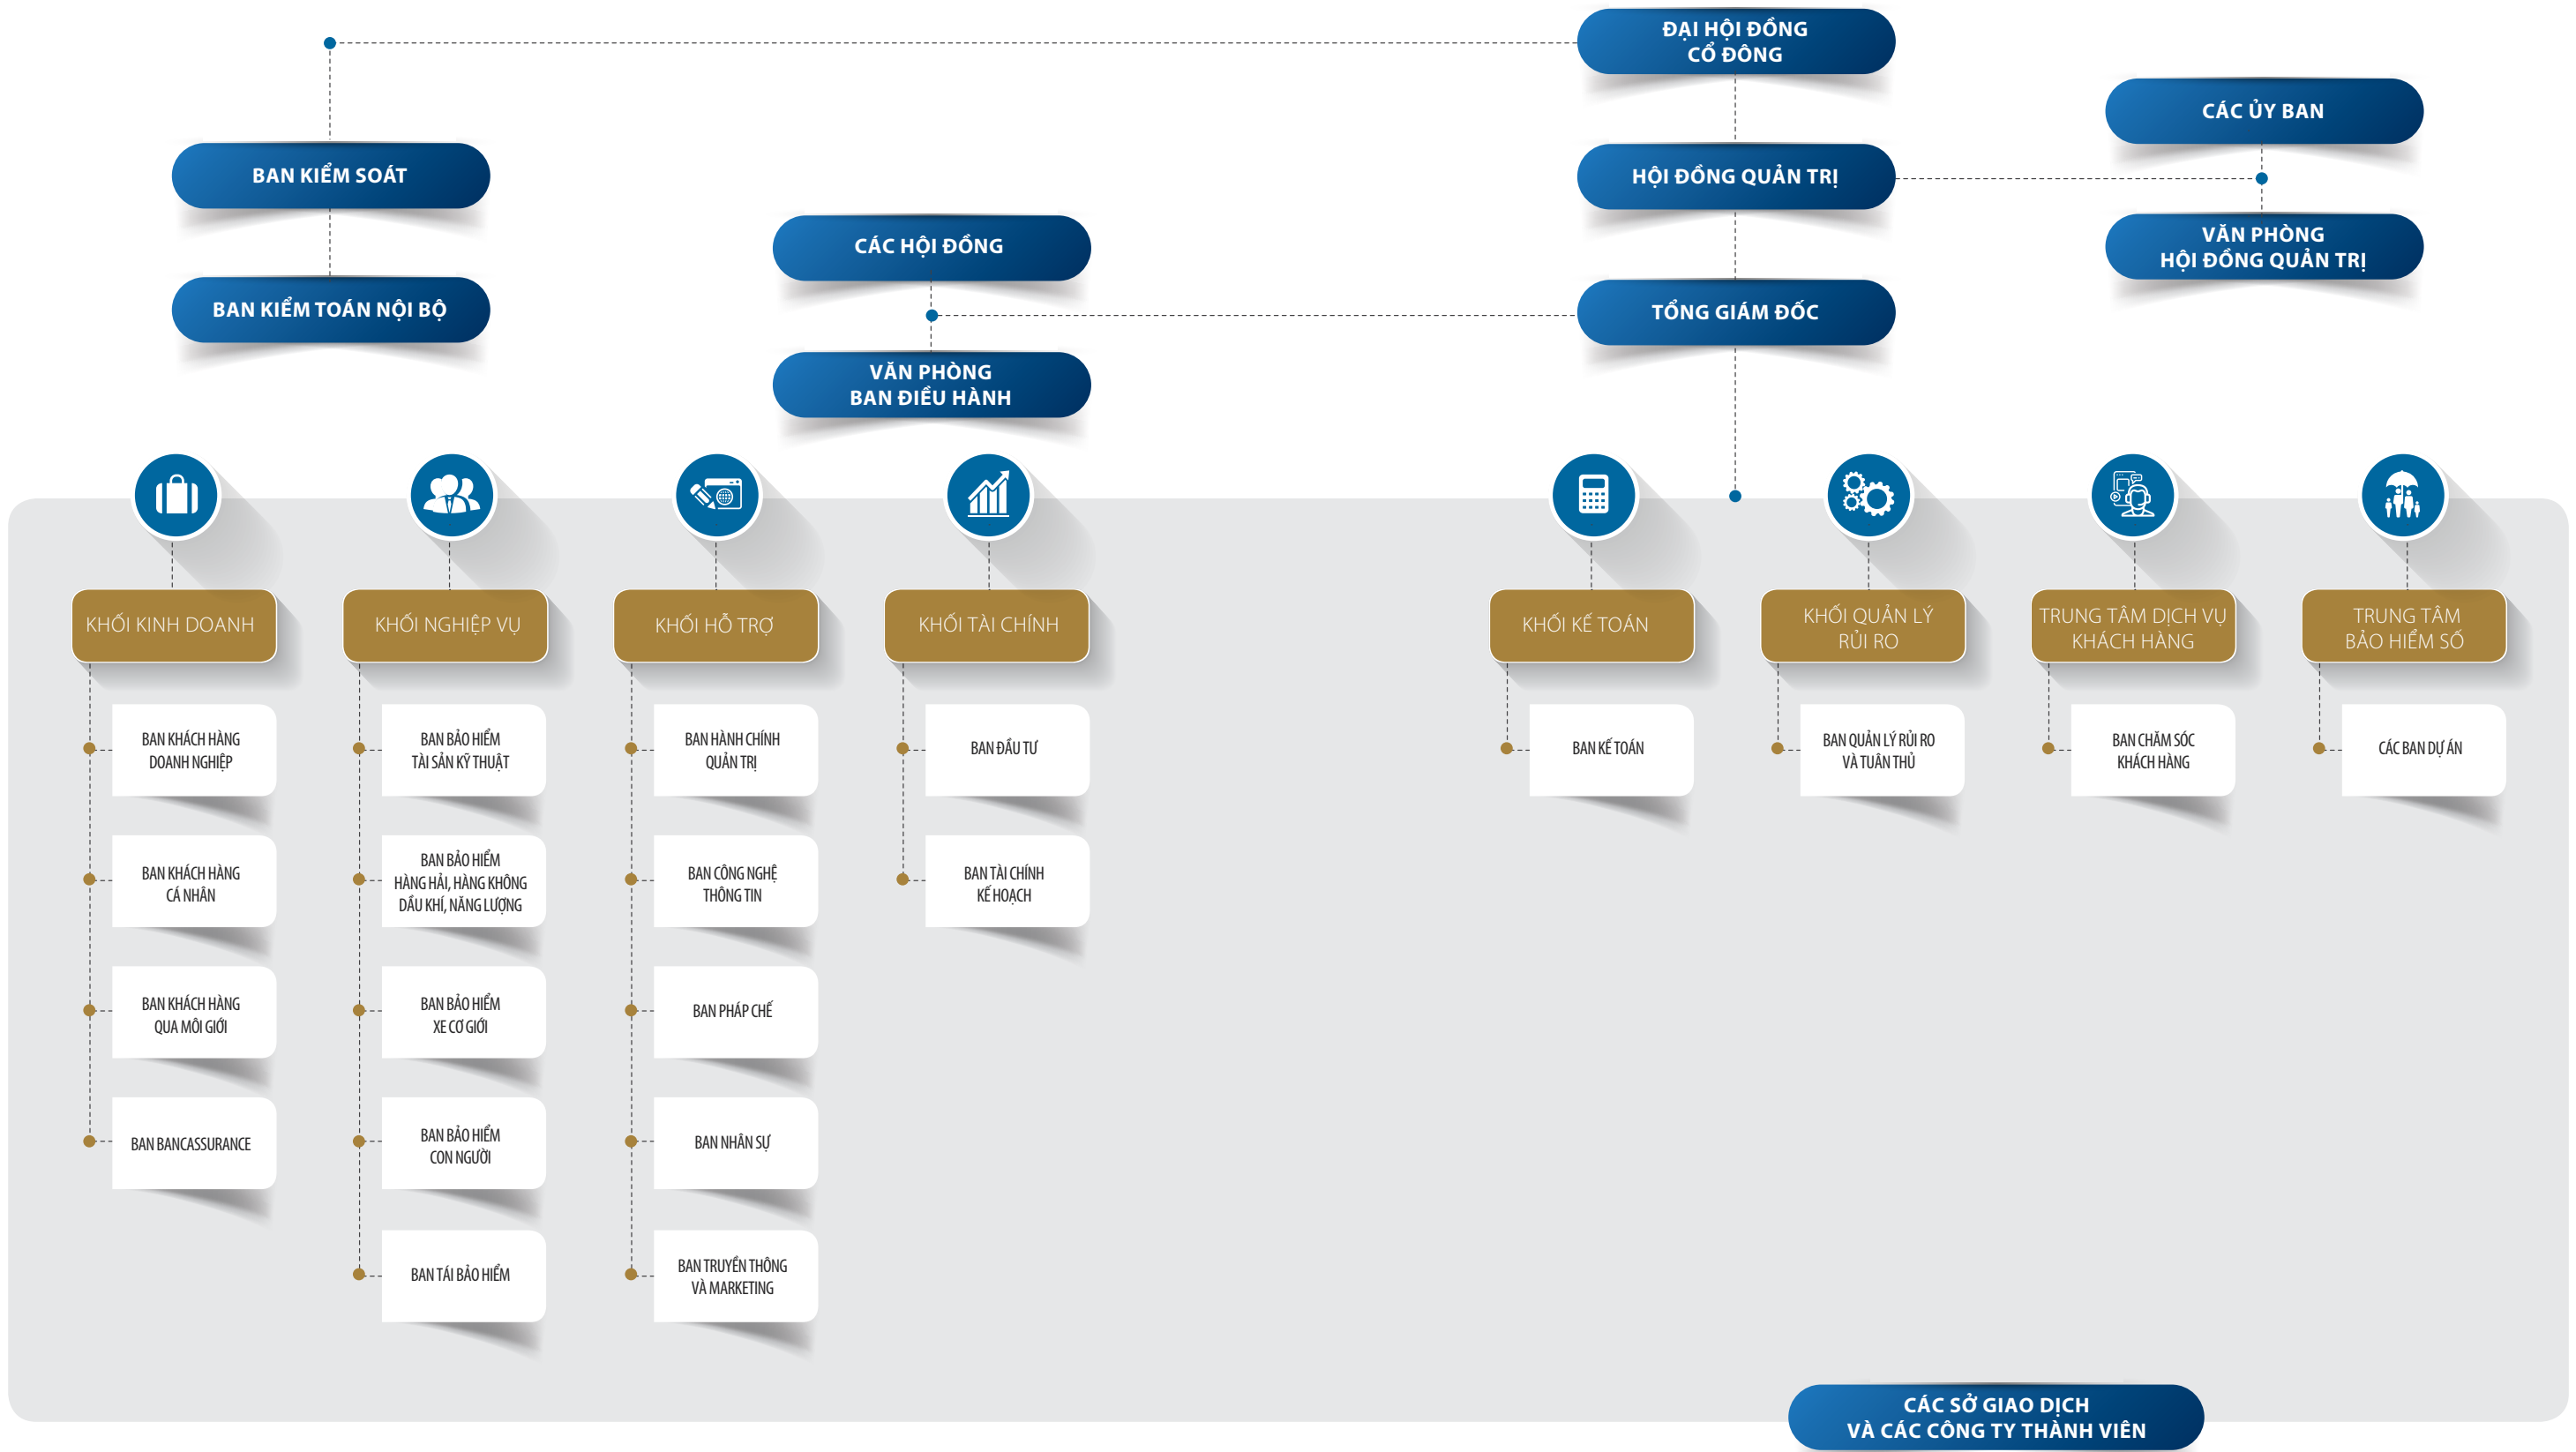 ĐẠI HỘI ĐỒNG
CỔ ĐÔNG
CÁC ỦY BAN
BAN KIỂM SOÁT
HỘI ĐỒNG QUẢN TRỊ
CÁC HỘI ĐỒNG
VĂN PHÒNG
HỘI ĐỒNG QUẢN TRỊ
BAN KIỂM TOÁN NỘI BỘ
TỔNG GIÁM ĐỐC
VĂN PHÒNG
BAN ĐIỀU HÀNH
KHỐI KINH DOANH
BAN KHÁCH HÀNG
DOANH NGHIỆP
BAN KHÁCH HÀNG
CÁ NHÂN
BAN KHÁCH HÀNG
QUA MÔI GIỚI
BAN BANCASSURANCE
KHỐI NGHIỆP VỤ
BAN BẢO HIỂM
TÀI SẢN KỸ THUẬT
BAN BẢO HIỂM
HÀNG HẢI, HÀNG KHÔNG
DẦU KHÍ, NĂNG LƯỢNG
BAN BẢO HIỂM
XE CƠ GIỚI
BAN BẢO HIỂM
CON NGƯỜI
BAN TÁI BẢO HIỂM
KHỐI HỖ TRỢ
BAN HÀNH CHÍNH
QUẢN TRỊ
BAN CÔNG NGHỆ
THÔNG TIN
BAN PHÁP CHẾ
BAN NHÂN SỰ
BAN TRUYỀN THÔNG
VÀ MARKETING
KHỐI TÀI CHÍNH
BAN ĐẦU TƯ
BAN TÀI CHÍNH
KẾ HOẠCH
KHỐI KẾ TOÁN
BAN KẾ TOÁN
KHỐI QUẢN LÝ
RỦI RO
BAN QUẢN LÝ RỦI RO
VÀ TUÂN THỦ
TRUNG TÂM DỊCH VỤ
KHÁCH HÀNG
BAN CHĂM SÓC
KHÁCH HÀNG
TRUNG TÂM
BẢO HIỂM SỐ
CÁC BAN DỰ ÁN
CÁC SỞ GIAO DỊCH
VÀ CÁC CÔNG TY THÀNH VIÊN